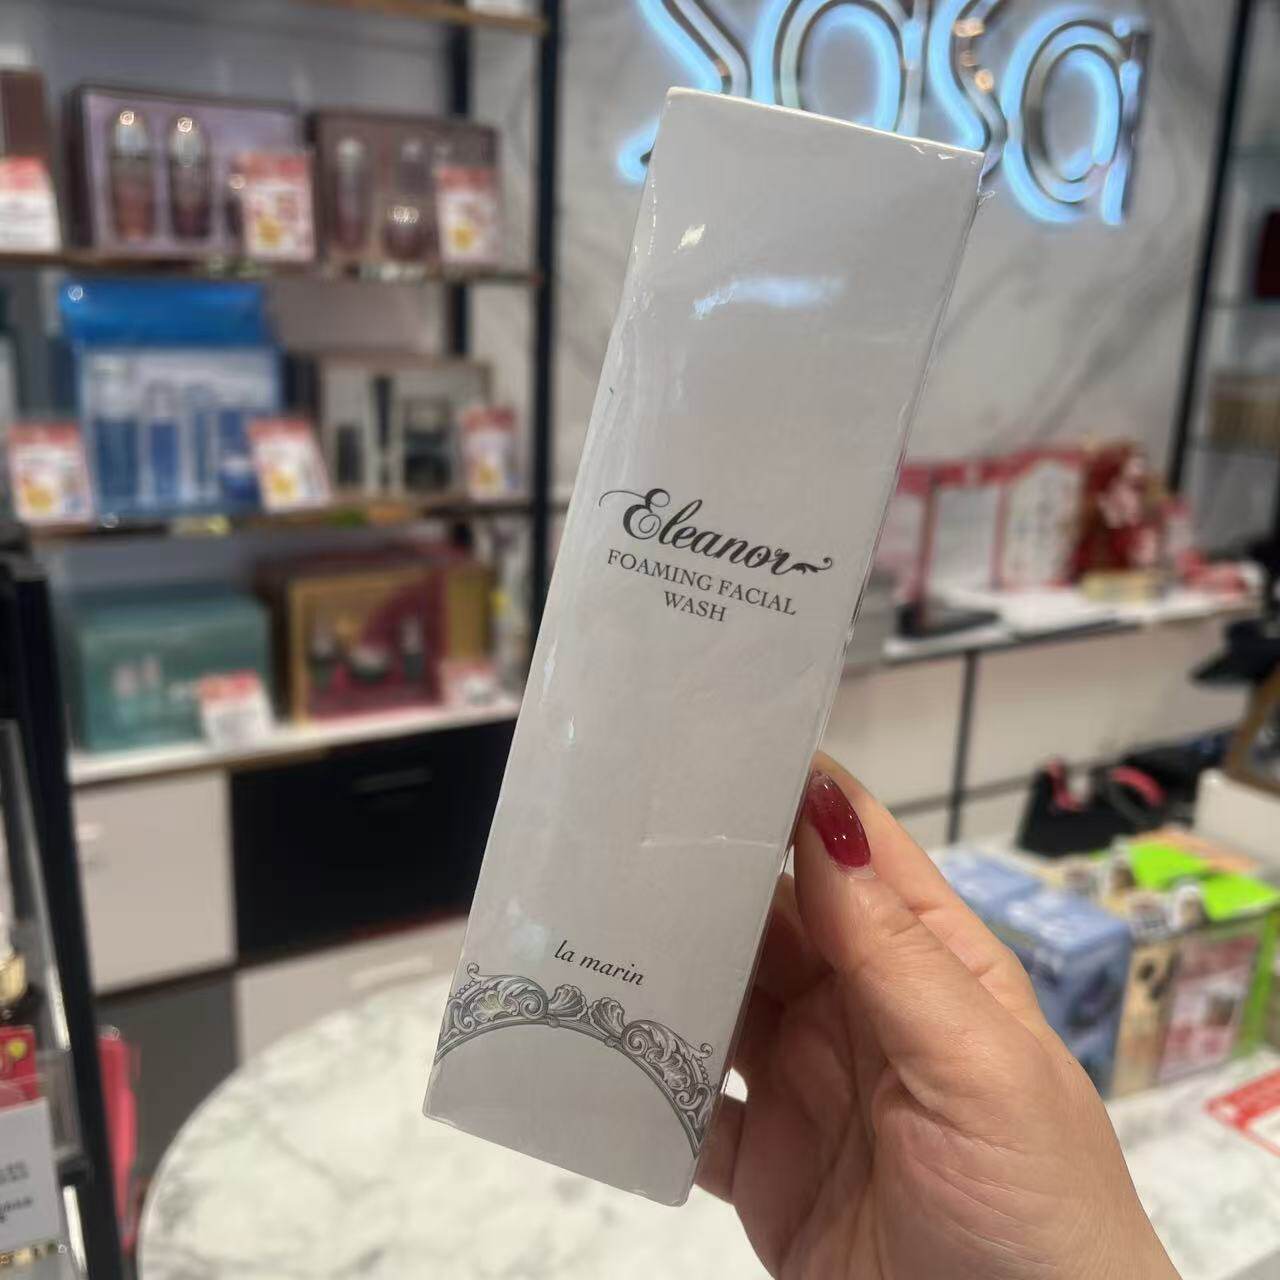 SaSa
Eleanor
FOAMING FACIAL
WASH
la marin